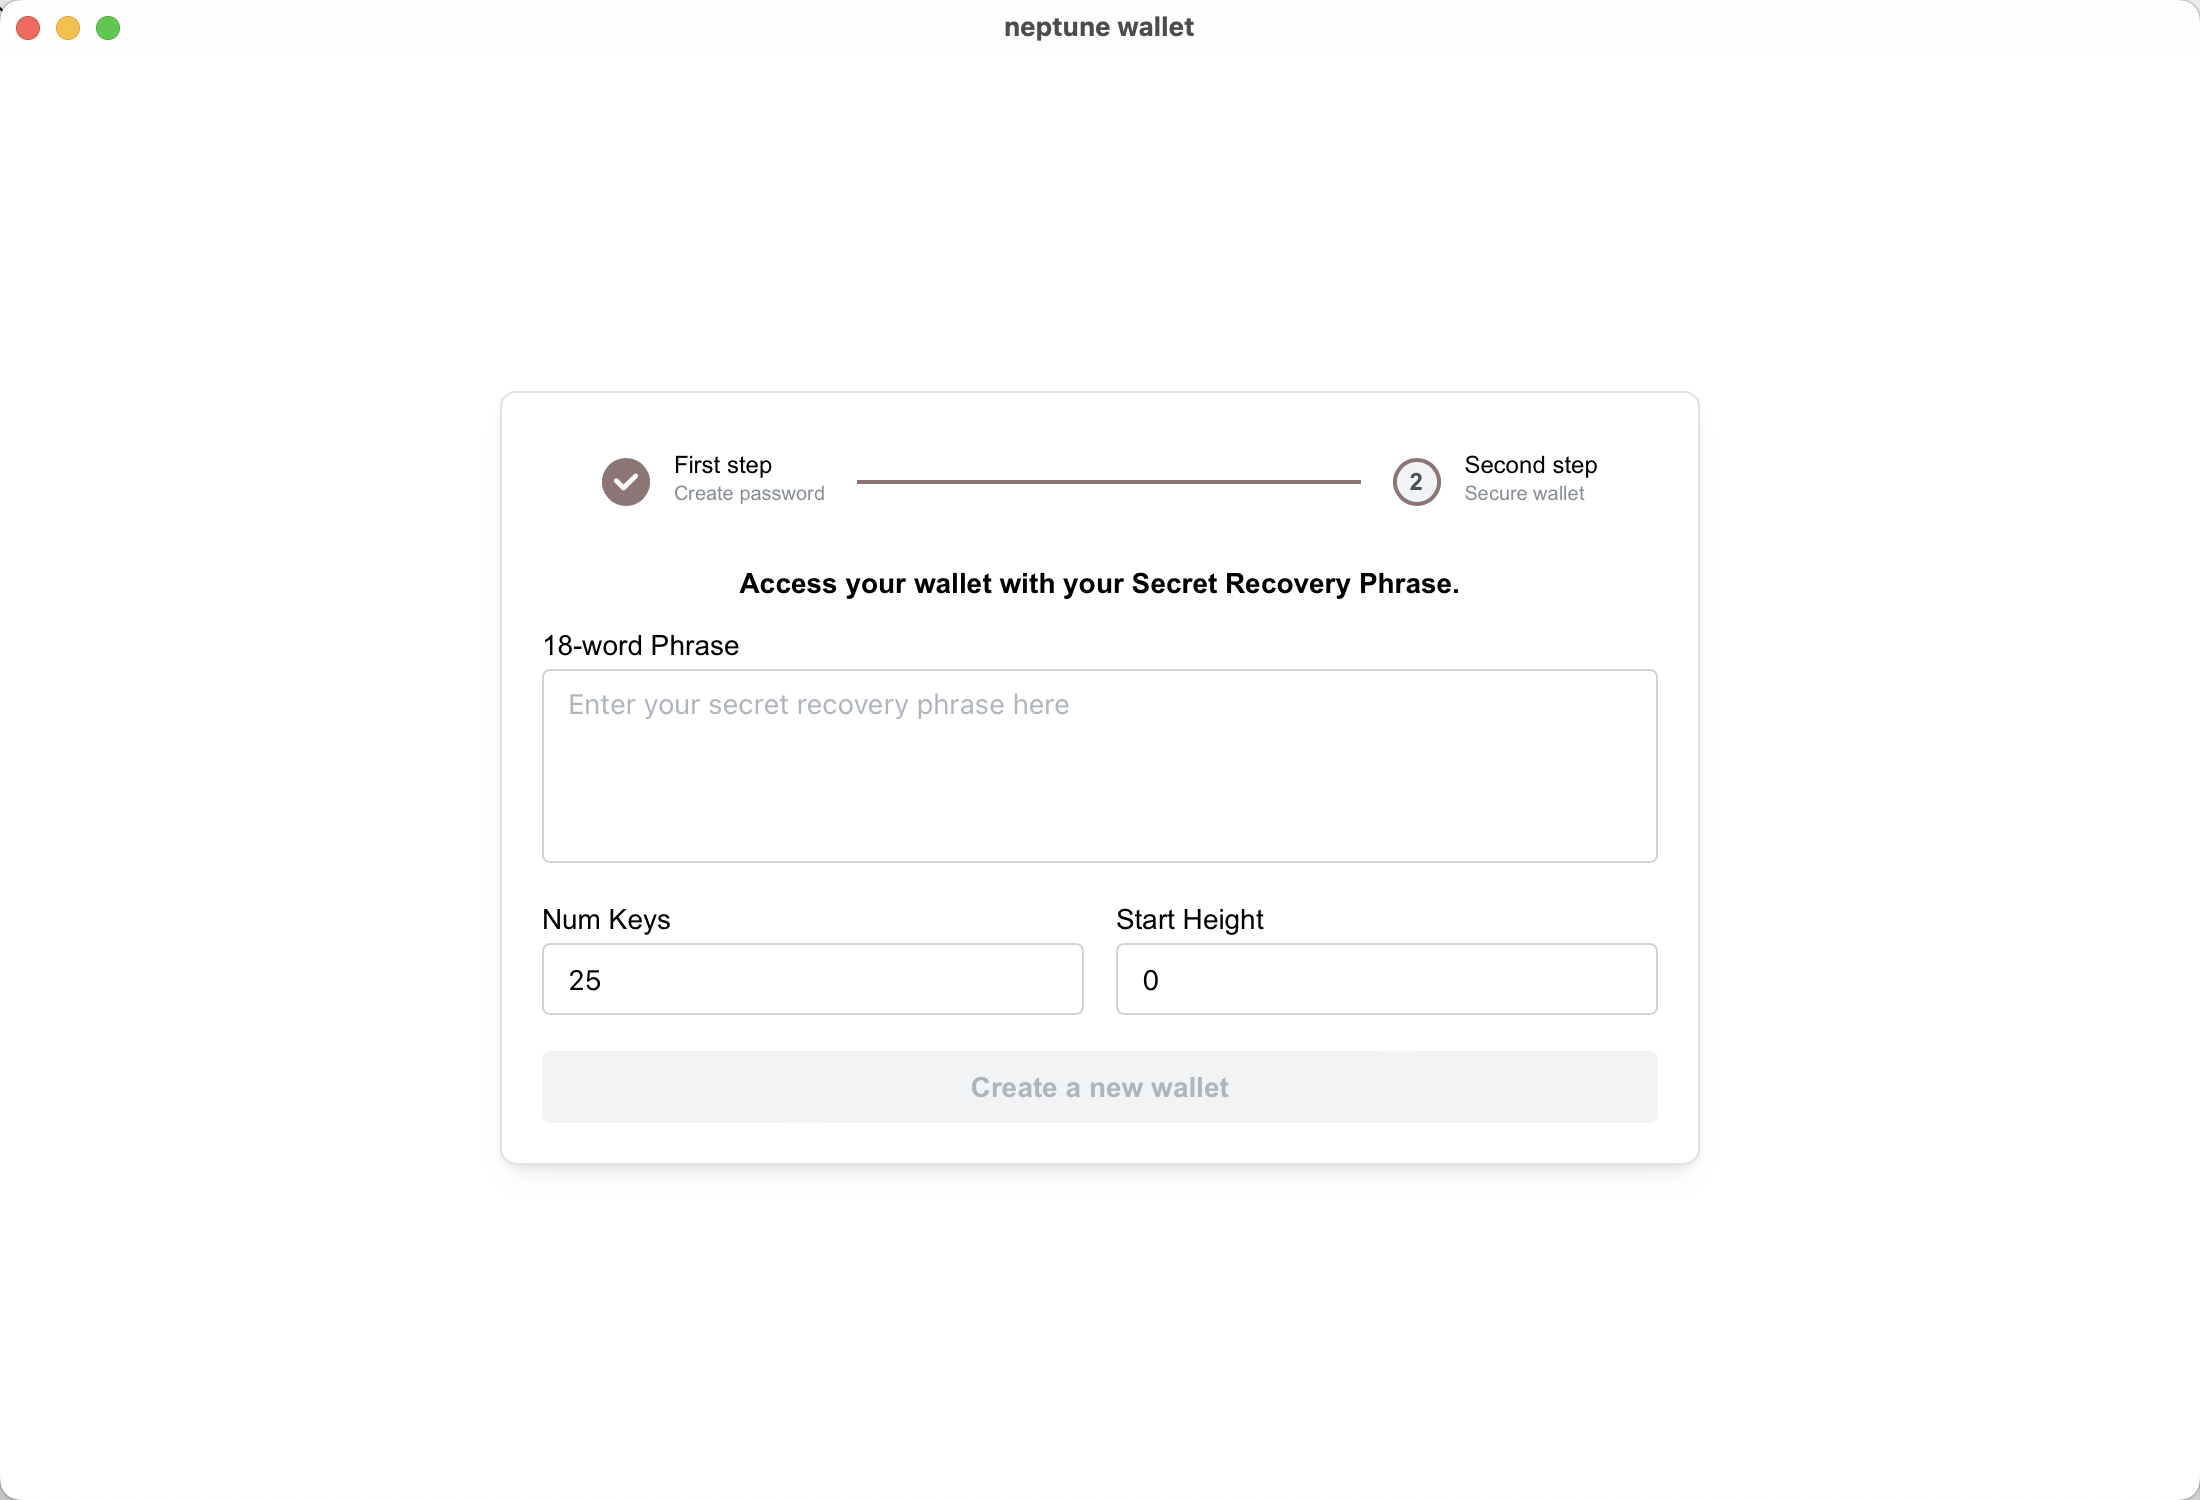 neptune wallet
First step
Create password
2
Second step
Secure wallet
Access your wallet with your Secret Recovery Phrase.
18-word Phrase
Enter your secret recovery phrase here
Num Keys
Start Height
25
0
Create a new wallet